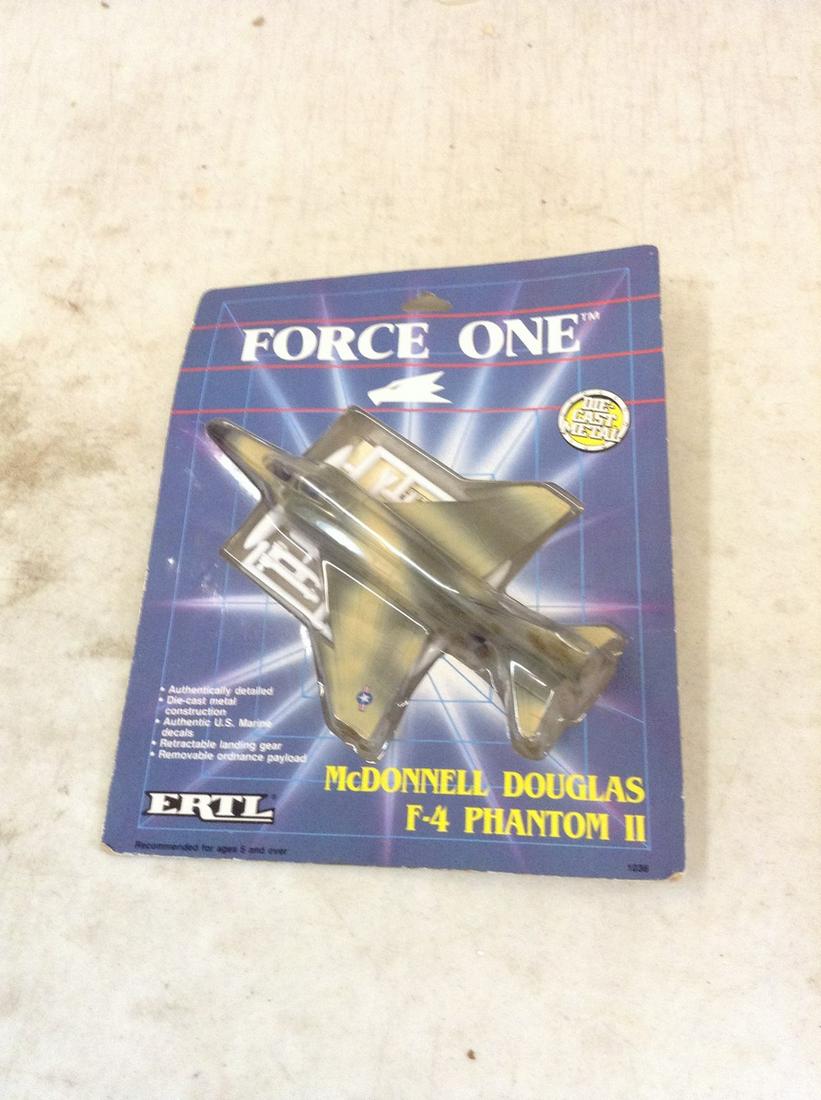 FORCE ONE™
DIE-
CAST
METAL
• Authentically detailed
• Die-cast metal
construction
• Authentic U.S. Marine
decals
• Retractable landing gear
• Removable ordnance payload
McDONNELL DOUGLAS
F-4 PHANTOM II
ERTL®
Recommended for ages 5 and over
1236